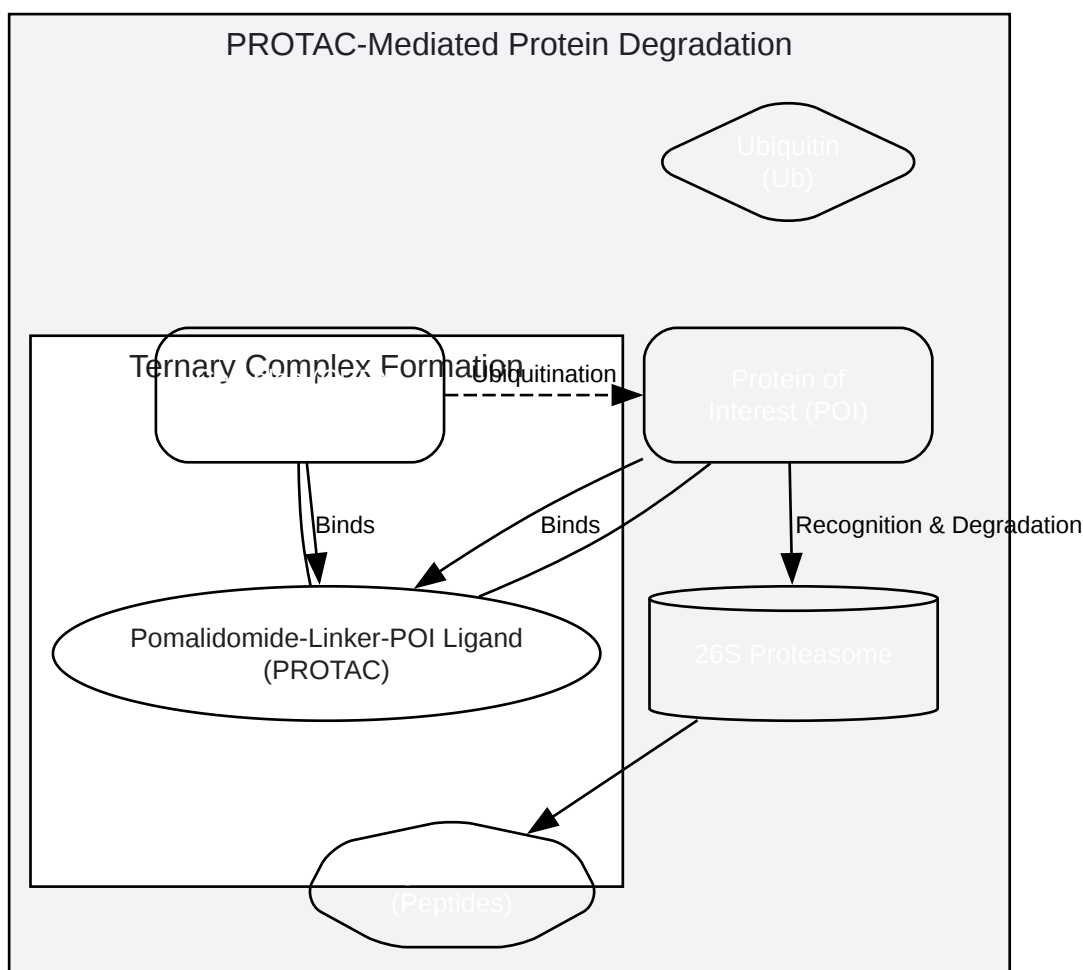 PROTAC-Mediated Protein Degradation
Ubiquitin
(Ub)
Ternary Complex Formation
Ubiquitination
Protein of
Interest (POI)
Binds
Binds
Recognition & Degradation
Pomalidomide-Linker-POI Ligand
(PROTAC)
26S Proteasome
(Peptides)